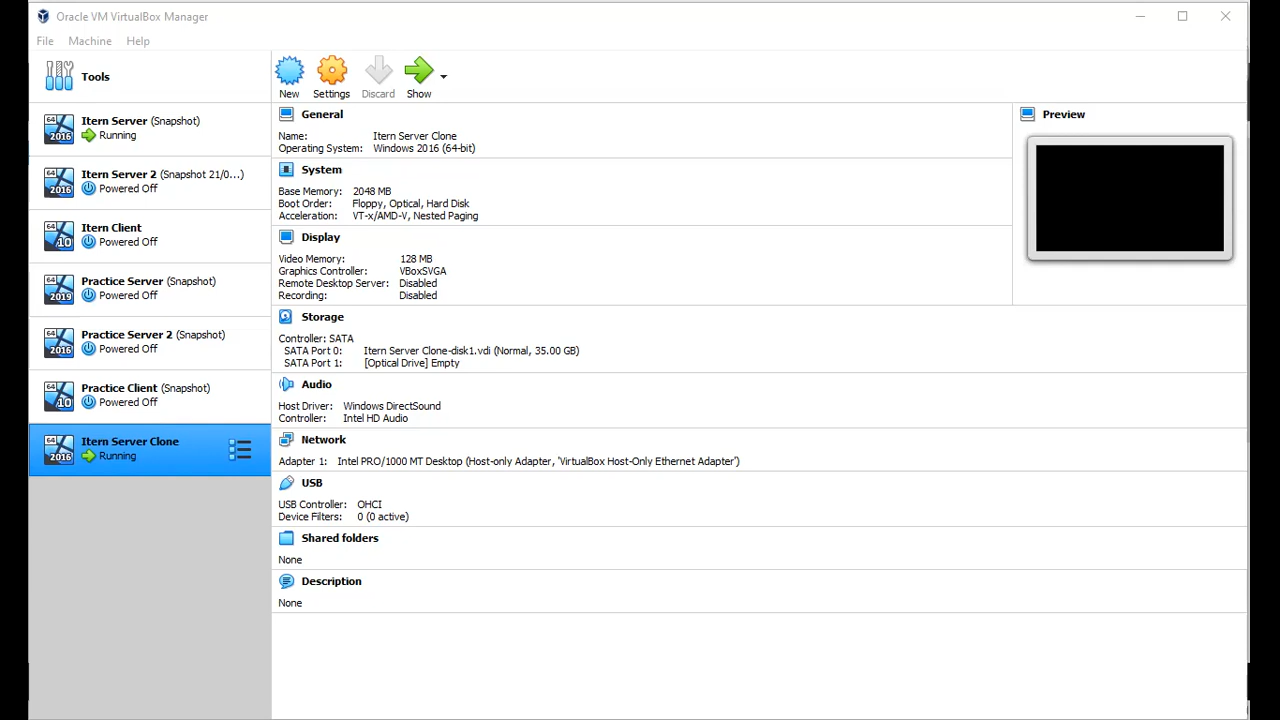 Oracle VM VirtualBox Manager
File Machine Help
Tools
New Settings Discard Show
Itern Server (Snapshot)
Running
Itern Server 2 (Snapshot 21/0...)
Powered Off
Itern Client
Powered Off
Practice Server (Snapshot)
Powered Off
Practice Server 2 (Snapshot)
Powered Off
Practice Client (Snapshot)
Powered Off
Itern Server Clone
Running
64
2016
64
2016
64
10
64
2019
64
2016
64
10
64
2016
General
Name: Itern Server Clone
Operating System: Windows 2016 (64-bit)
System
Base Memory: 2048 MB
Boot Order: Floppy, Optical, Hard Disk
Acceleration: VT-x/AMD-V, Nested Paging
Display
Video Memory: 128 MB
Graphics Controller: VBoxSVGA
Remote Desktop Server: Disabled
Recording: Disabled
Storage
Controller: SATA
SATA Port 0: Itern Server Clone-disk1.vdi (Normal, 35.00 GB)
SATA Port 1: [Optical Drive] Empty
Audio
Host Driver: Windows DirectSound
Controller: Intel HD Audio
Network
Adapter 1: Intel PRO/1000 MT Desktop (Host-only Adapter, 'VirtualBox Host-Only Ethernet Adapter')
USB
USB Controller: OHCI
Device Filters: 0 (0 active)
Shared folders
None
Description
None
Preview